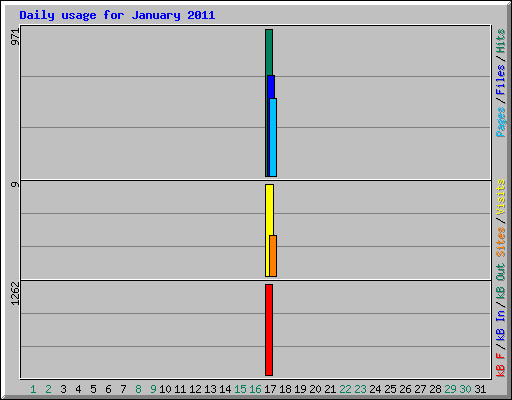 Daily usage for January 2011
971
9
1262
Pages/Files/Hits
kB F/kB In/kB Out Sites/Visits
1 2 3 4 5 6 7 8 9 10 11 12 13 14 15 16 17 18 19 20 21 22 23 24 25 26 27 28 29 30 31